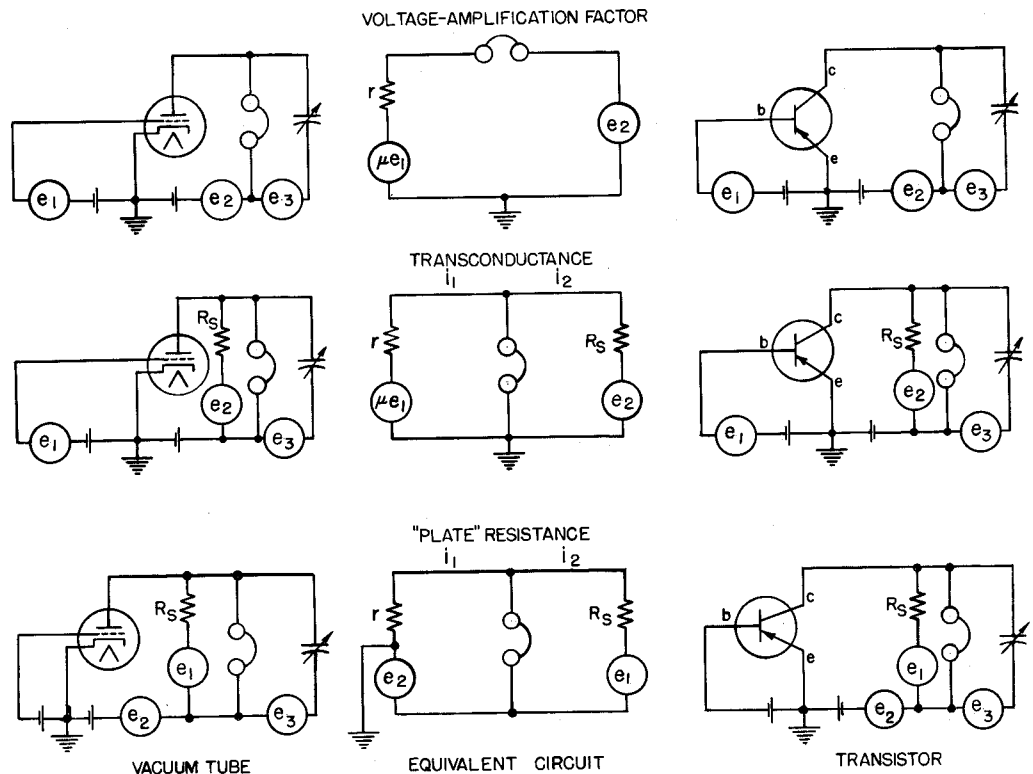 VOLTAGE-AMPLIFICATION FACTOR
e1
e2
e3
r
μe1
e2
b
c
e
e1
e2
e3
TRANSCONDUCTANCE
i1
i2
RS
e1
e2
e3
r
μe1
RS
e2
b
c
e
RS
e1
e2
e3
"PLATE" RESISTANCE
i1
i2
RS
e1
e2
e3
r
e2
RS
e1
b
c
e
RS
e1
e2
e3
VACUUM TUBE
EQUIVALENT CIRCUIT
TRANSISTOR